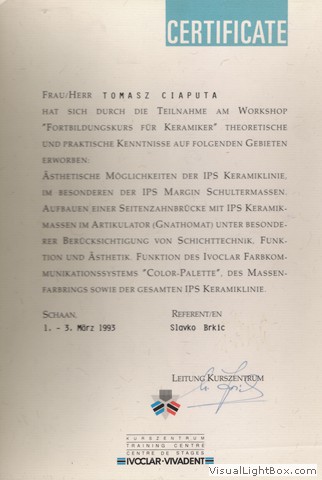 CERTIFICATE
FRAU/HERR TOMASZ CIAPUTA
HAT SICH DURCH DIE TEILNAHME AM WORKSHOP
"FORTBILDUNGSKURS FÜR KERAMIKER" THEORETISCHE
UND PRAKTISCHE KENNTNISSE AUF FOLGENDEN GEBIETEN
ERWORBEN:
ÄSTHETISCHE MÖGLICHKEITEN DER IPS KERAMIKLINIE,
IM BESONDEREN DER IPS MARGIN SCHULTERMASSEN.
AUFBAUEN EINER SEITENZAHNBRÜCKE MIT IPS KERAMIK-
MASSEN IM ARTIKULATOR (GNATHOMAT) UNTER BESONDE-
RER BERÜCKSICHTIGUNG VON SCHICHTTECHNIK, FUNK-
TION UND ÄSTHETIK. FUNKTION DES IVOCLAR FARBKOM-
MUNIKATIONSSYSTEMS "COLOR-PALETTE", DES MASSEN-
FARBRINGS SOWIE DER GESAMTEN IPS KERAMIKLINIE.
SCHAAN, REFERENT/EN
1. - 3. März 1993 Slavko Brkic
LEITUNG KURSZENTRUM
KURSZENTRUM
TRAINING CENTRE
CENTRE DE STAGES
IVOCLAR-VIVADENT
VisualLightBox.com